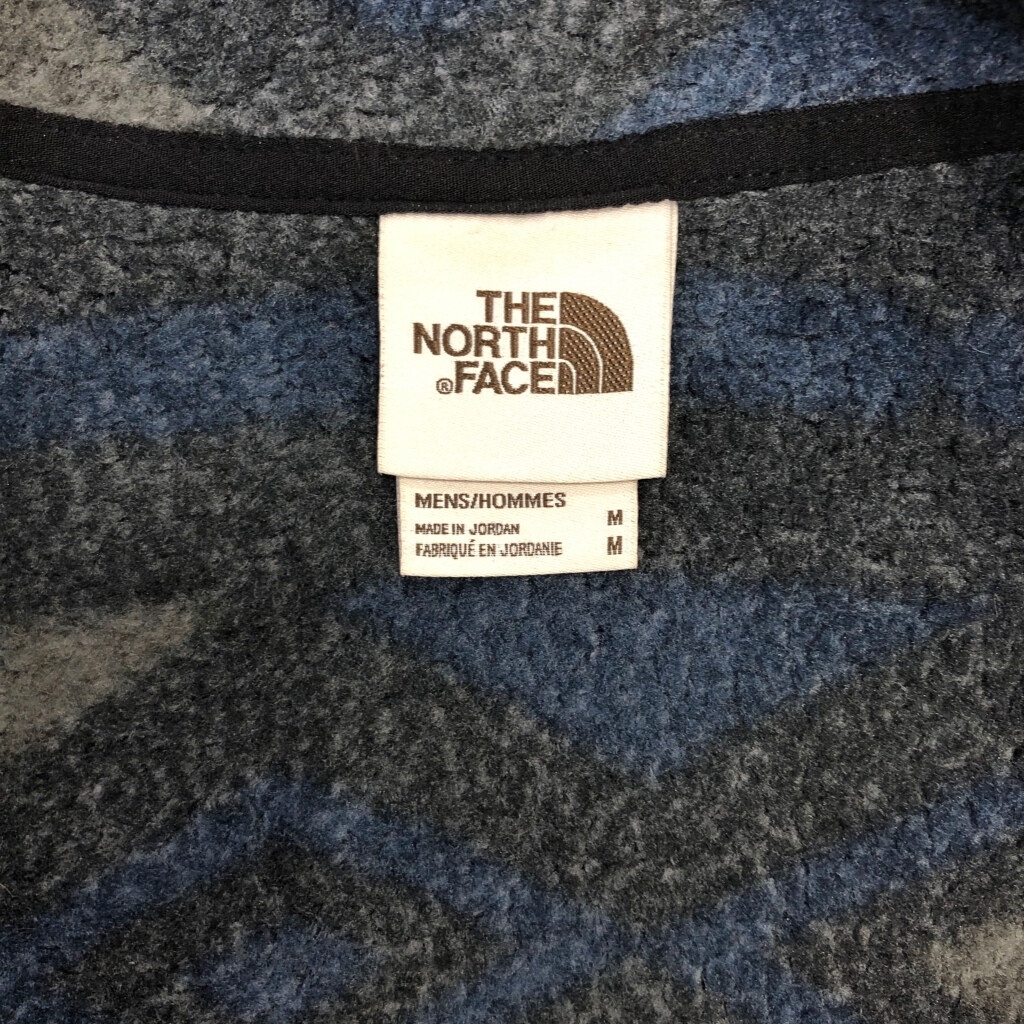 THE
NORTH
®FACE
MENS/HOMMES
MADE IN JORDAN M
FABRIQUÉ EN JORDANIE M